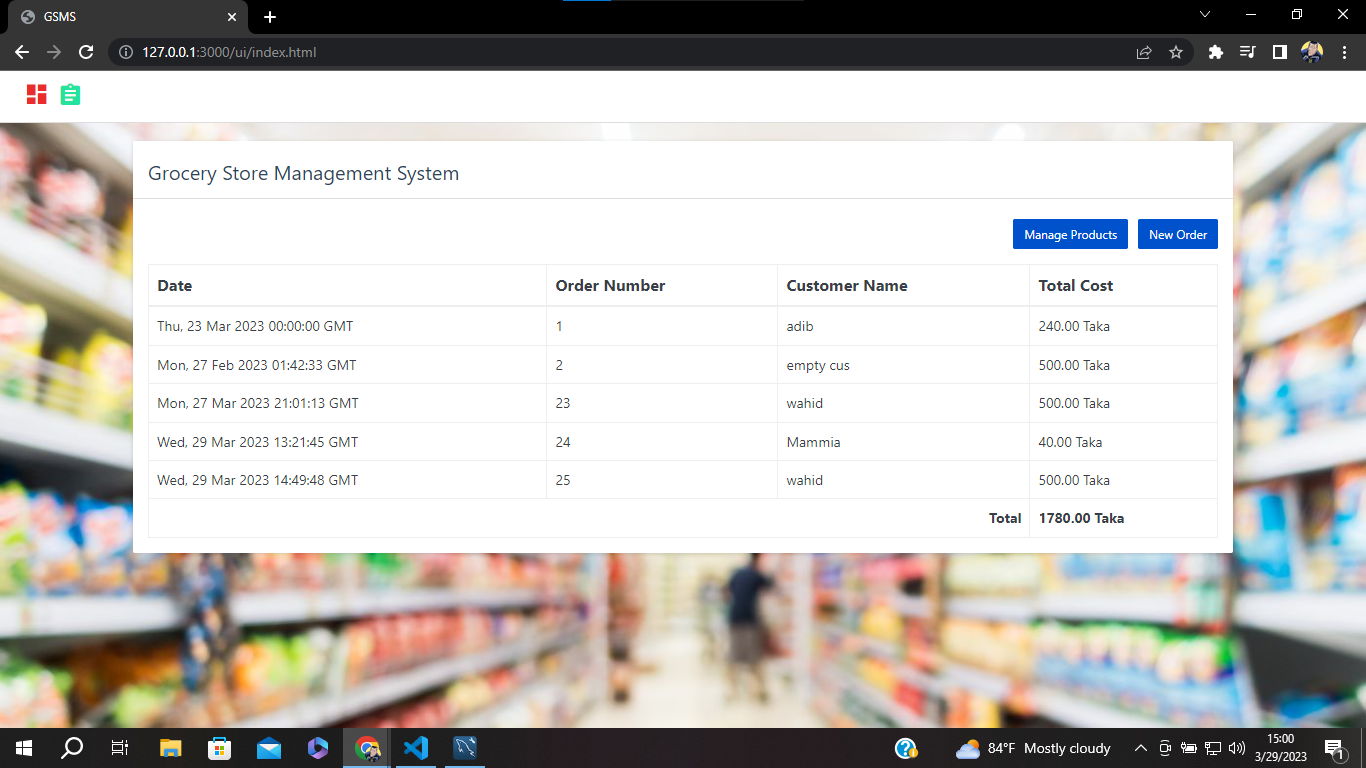 GSMS
127.0.0.1:3000/ui/index.html
Grocery Store Management System
Manage Products New Order
Date Order Number Customer Name Total Cost
Thu, 23 Mar 2023 00:00:00 GMT 1 adib 240.00 Taka
Mon, 27 Feb 2023 01:42:33 GMT 2 empty cus 500.00 Taka
Mon, 27 Mar 2023 21:01:13 GMT 23 wahid 500.00 Taka
Wed, 29 Mar 2023 13:21:45 GMT 24 Mammia 40.00 Taka
Wed, 29 Mar 2023 14:49:48 GMT 25 wahid 500.00 Taka
Total 1780.00 Taka
84°F Mostly cloudy
15:00
3/29/2023
1